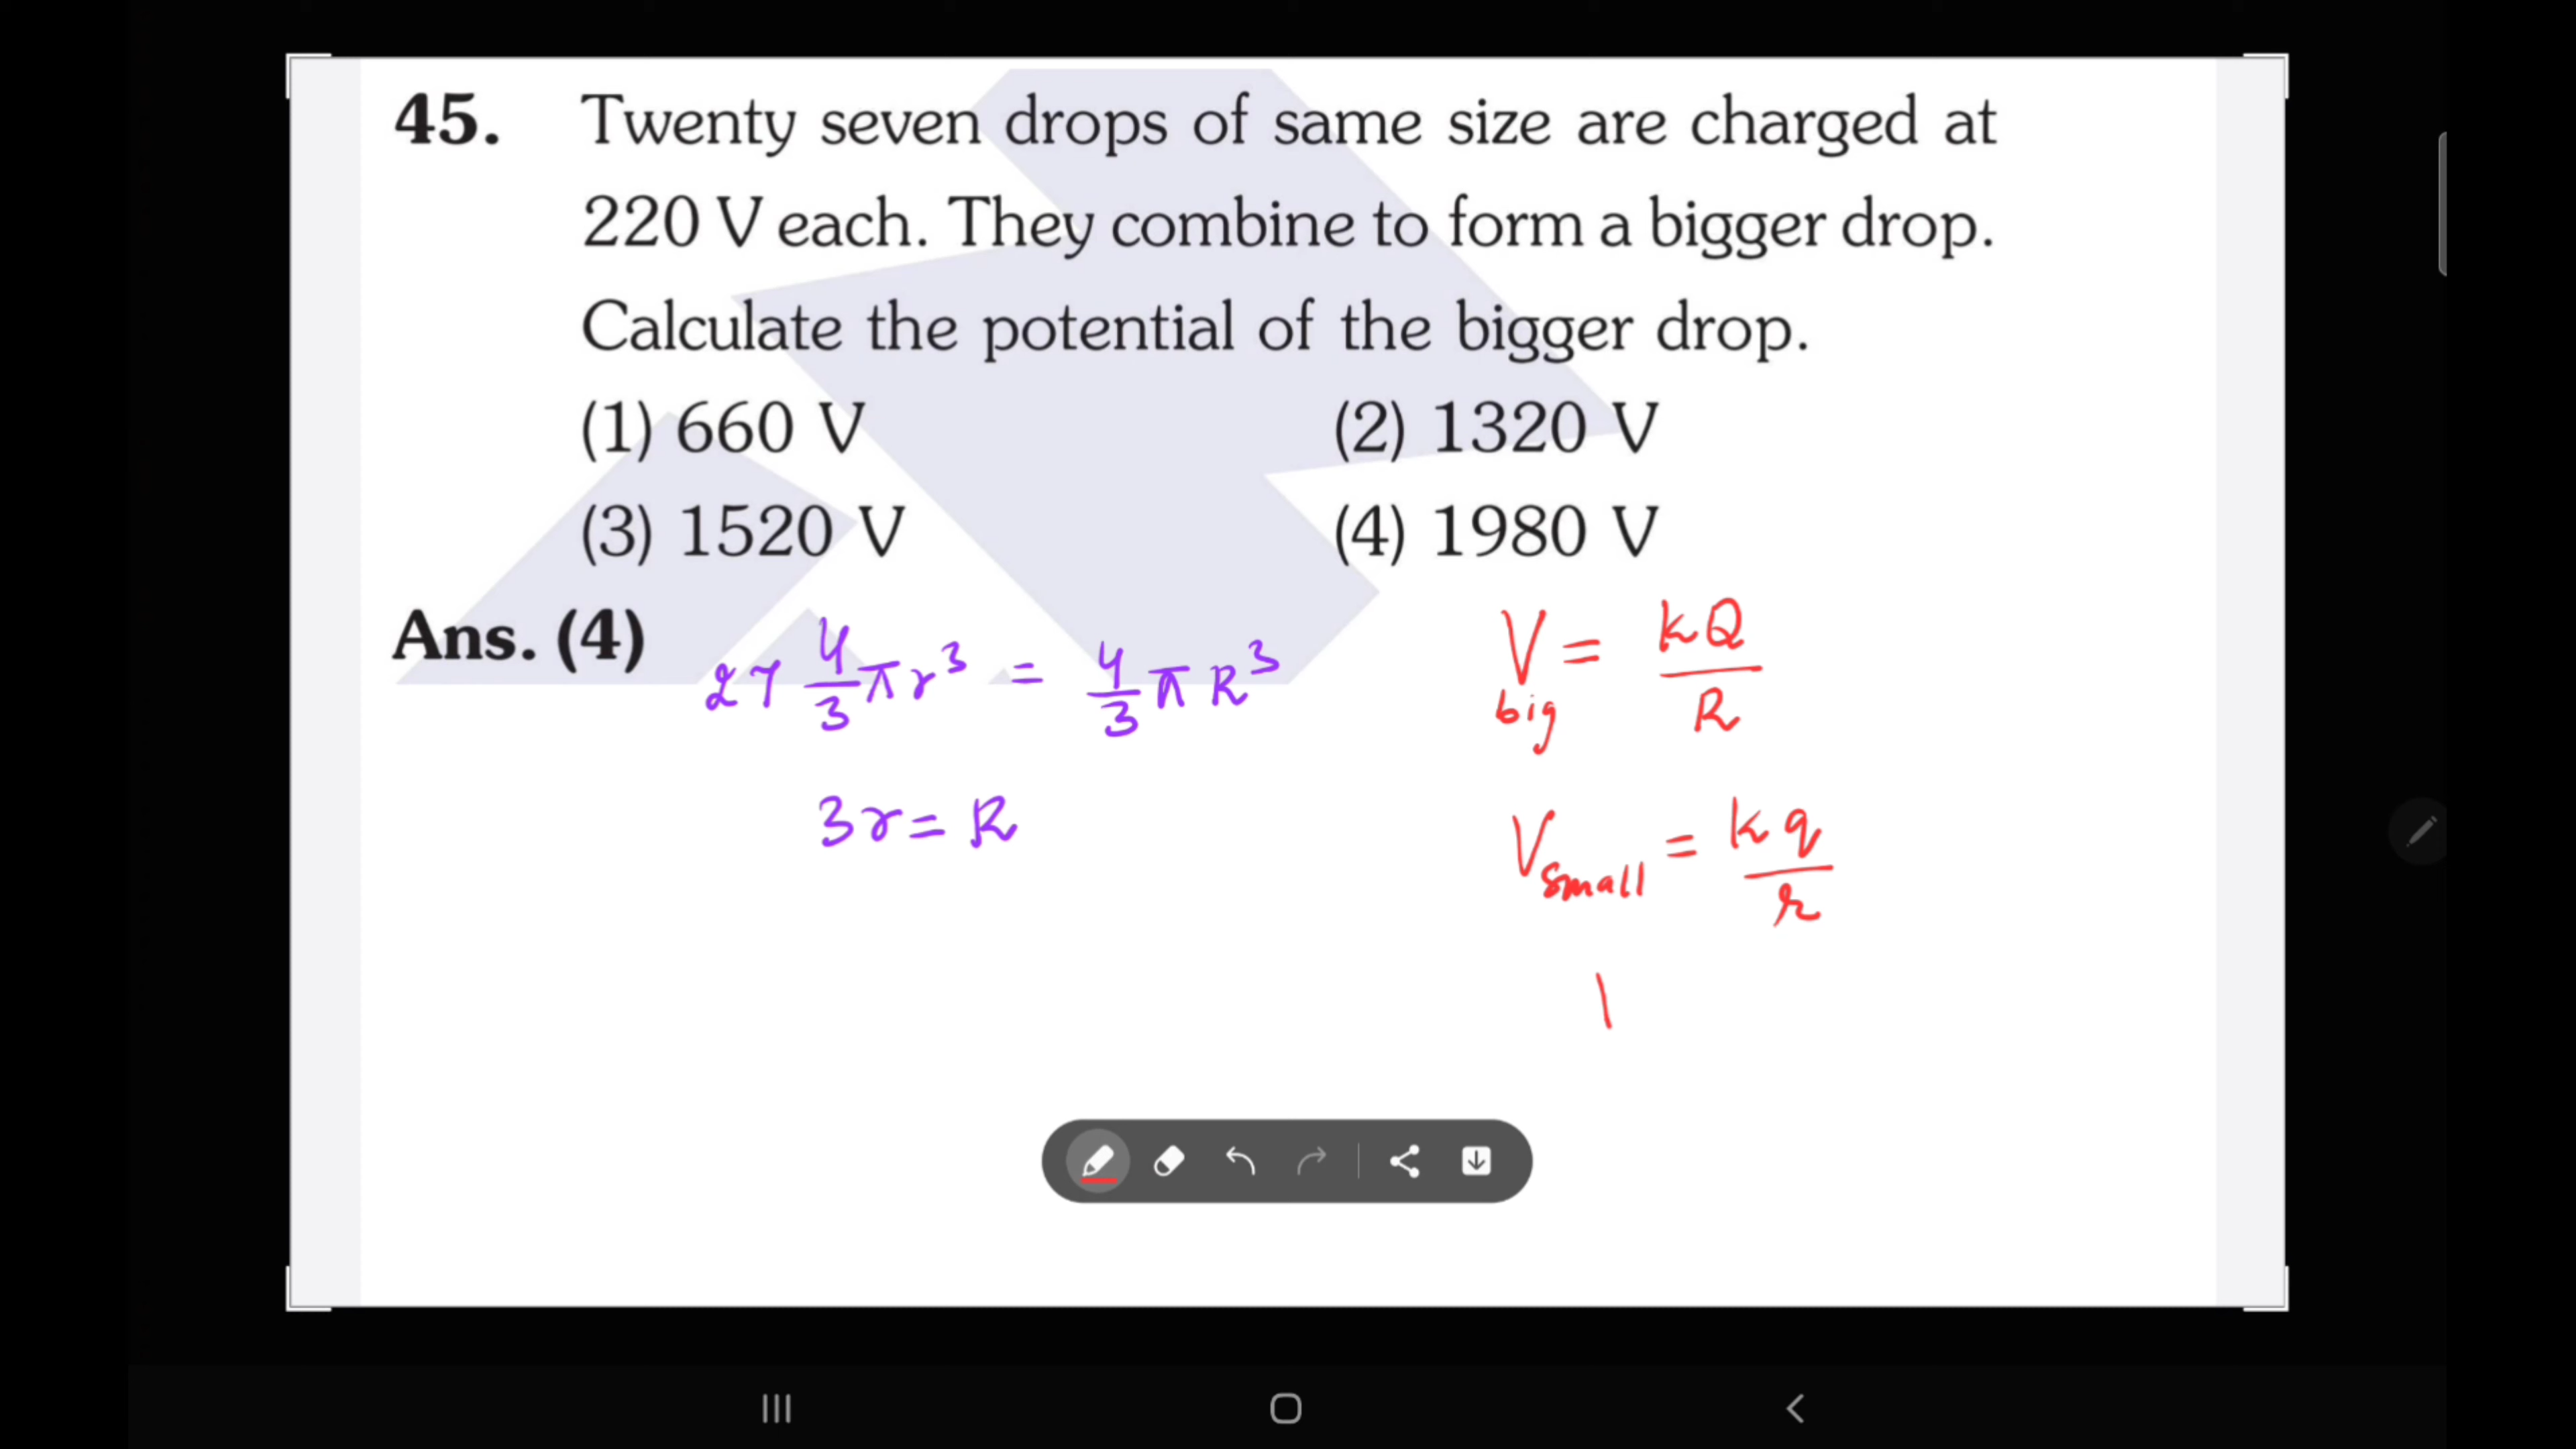 45. Twenty seven drops of same size are charged at
220 V each. They combine to form a bigger drop.
Calculate the potential of the bigger drop.
(1) 660 V (2) 1320 V
(3) 1520 V (4) 1980 V
Ans. (4)
27 4/3 πr³ = 4/3 πR³
3r = R
V big = kQ/R
V small = kq/r